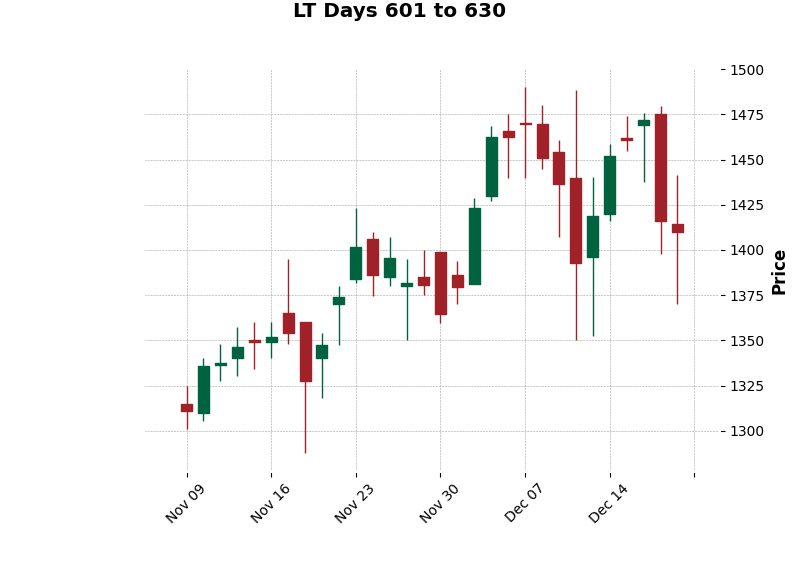 LT Days 601 to 630
1500
1475
1450
1425
1400
1375
1350
1325
1300
Price
Nov 09
Nov 16
Nov 23
Nov 30
Dec 07
Dec 14